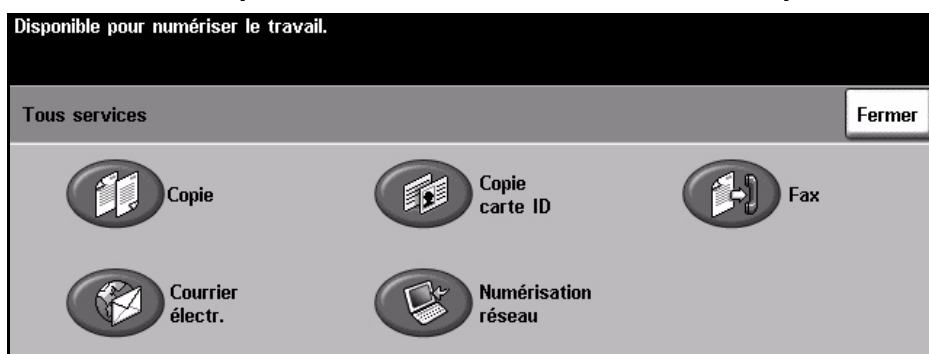 Disponible pour numériser le travail.
Tous services
Fermer
Copie
Copie
carte ID
Fax
Courrier
électr.
Numérisation
réseau